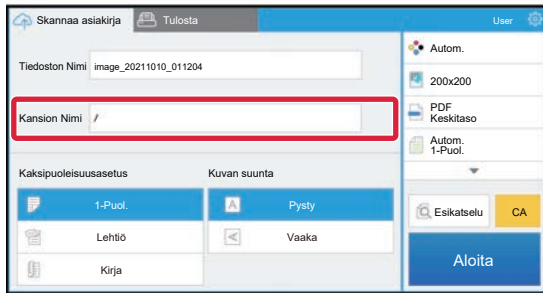 Skannaa asiakirja
Tulosta
User
Tiedoston Nimi image_20211010_011204
Kansion Nimi /
Kaksipuoleisuusasetus
Kuvan suunta
1-Puol.
Lehtiö
Kirja
A Pysty
A Vaaka
Autom.
200x200
PDF
Keskitaso
Autom.
1-Puol.
Esikatselu
CA
Aloita